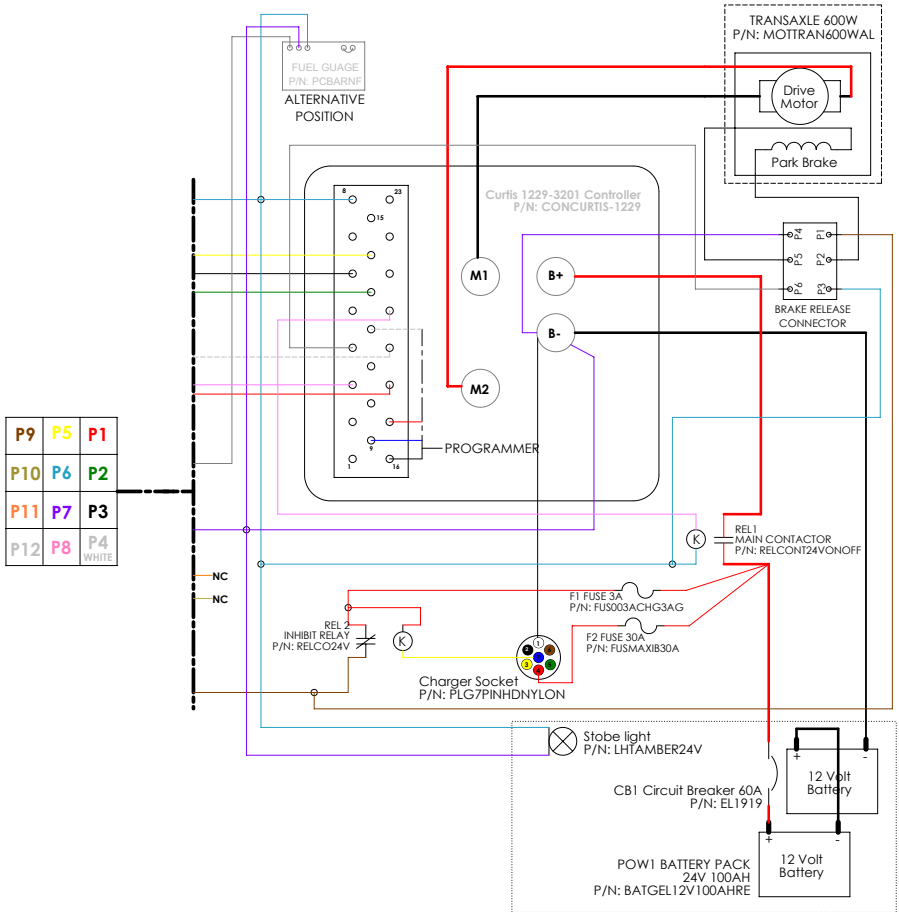 TRANSAXLE 600W
P/N: MOTTRAN600WAL
Drive
Motor
Park Brake
FUEL GUAGE
P/N: PCBARNF
ALTERNATIVE
POSITION
Curtis 1229-3201 Controller
P/N: CONCURTIS-1229
8
23
15
9
1
16
M1
B+
B-
M2
PROGRAMMER
P4
P1
P5
P2
P6
P3
BRAKE RELEASE
CONNECTOR
P9 P5 P1
P10 P6 P2
P11 P7 P3
P12 P8 P4
WHITE
NC
NC
K
REL1
MAIN CONTACTOR
P/N: RELCONT24VONOFF
F1 FUSE 3A
P/N: FUS003ACHG3AG
REL 2
INHIBIT RELAY
P/N: RELCO24V
K
F2 FUSE 30A
P/N: FUSMAXIB30A
1
2
3
5
Charger Socket
P/N: PLG7PINHDNYLON
Stobe light
P/N: LHTAMBER24V
CB1 Circuit Breaker 60A
P/N: EL1919
+ -
12 Volt
Battery
+ -
12 Volt
Battery
POW1 BATTERY PACK
24V 100AH
P/N: BATGEL12V100AHRE